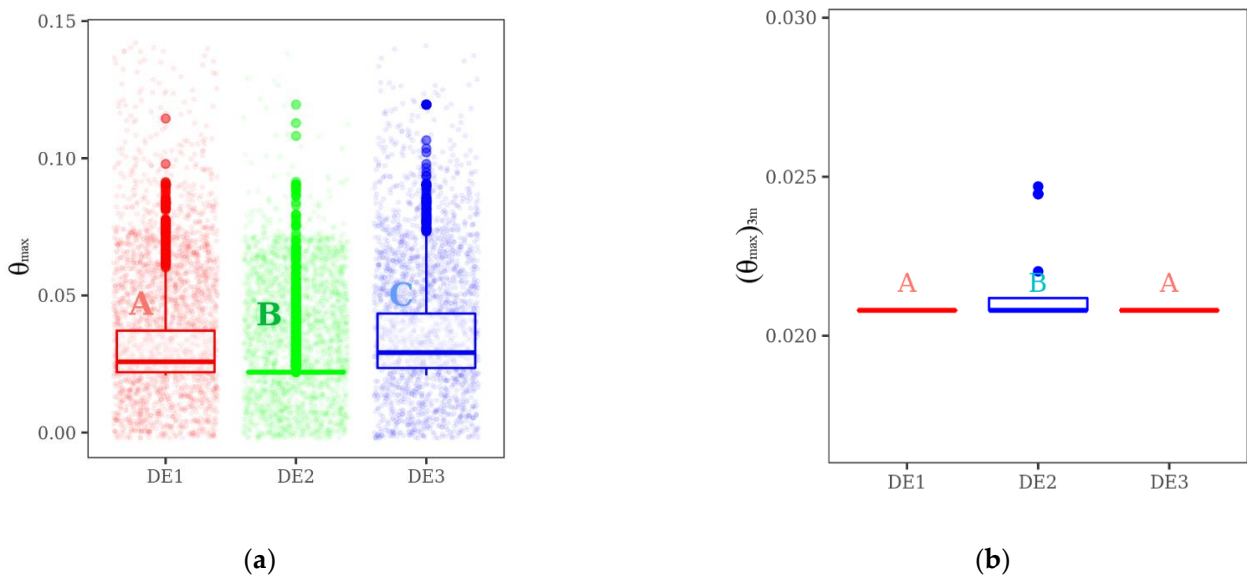 0.15
0.10
0.05
0.00
θmax
A
B
C
DE1 DE2 DE3
(a)
0.030
0.025
0.020
(θmax)3m
A B A
DE1 DE2 DE3
(b)